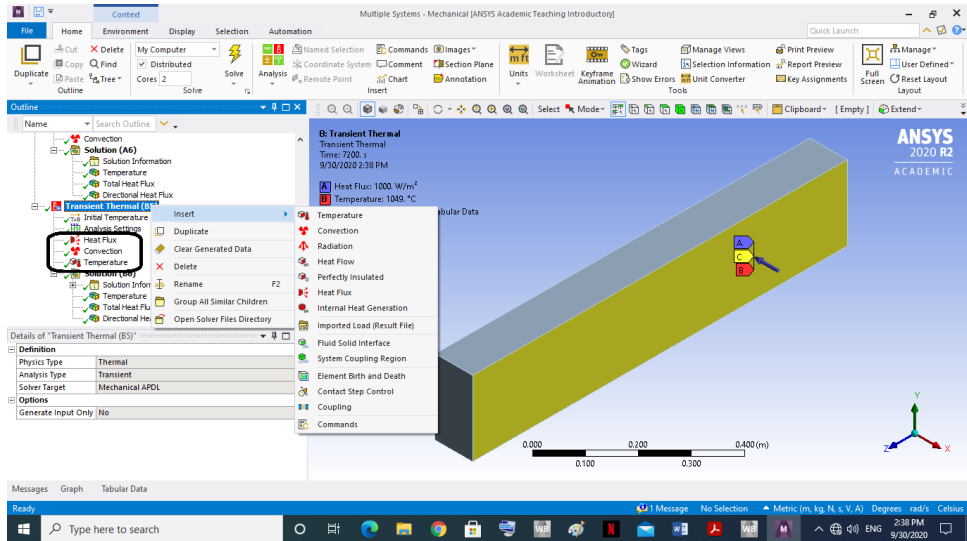 Context
Multiple Systems - Mechanical [ANSYS Academic Teaching Introductory]
File Home Environment Display Selection Automation
Quick Launch
Duplicate
Outline
Cut
Copy
Paste
Delete
Find
Tree
My Computer
Distributed
Cores 2
Solve
Solve
Analysis
Named Selection
Coordinate System
Remote Point
Commands
Comment
Chart
Images
Section Plane
Annotation
Insert
Units
Worksheet
Keyframe Animation
Tags
Wizard
Show Errors
Manage Views
Selection Information
Unit Converter
Print Preview
Report Preview
Key Assignments
Tools
Full Screen
Manage
User Defined
Reset Layout
Layout
Outline
Name Search Outline
Select Mode Clipboard [ Empty ] Extend
Convection
Solution (A6)
Solution Information
Temperature
Total Heat Flux
Directional Heat Flux
Transient Thermal (B5)
Initial Temperature
Analysis Settings
Heat Flux
Convection
Temperature
Solution (B6)
Solution Inform
Temperature
Total Heat Flu
Directional Hea
Insert
Duplicate
Clear Generated Data
Delete
Rename F2
Group All Similar Children
Open Solver Files Directory
Temperature
Convection
Radiation
Heat Flow
Perfectly Insulated
Heat Flux
Internal Heat Generation
Imported Load (Result File)
Fluid Solid Interface
System Coupling Region
Element Birth and Death
Contact Step Control
Coupling
Commands
B: Transient Thermal
Transient Thermal
Time: 7200. s
9/30/2020 2:38 PM
A Heat Flux: 1000. W/m²
B Temperature: 1049. °C
abular Data
ANSYS
2020 R2
ACADEMIC
A
C
B
Details of "Transient Thermal (B5)"
Definition
Physics Type Thermal
Analysis Type Transient
Solver Target Mechanical APDL
Options
Generate Input Only No
0.000 0.200 0.400 (m)
0.100 0.300
Y
Z X
Messages Graph Tabular Data
Ready 1 Message No Selection Metric (m, kg, N, s, V, A) Degrees rad/s Celsius
Type here to search
ENG
2:38 PM
9/30/2020